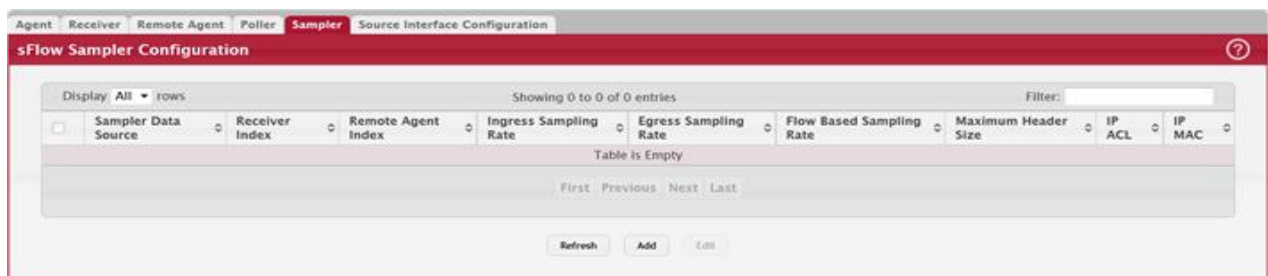 Agent Receiver Remote Agent Poller Sampler Source Interface Configuration
sFlow Sampler Configuration ?
Display All rows Showing 0 to 0 of 0 entries Filter:
Sampler Data Source Receiver Index Remote Agent Index Ingress Sampling Rate Egress Sampling Rate Flow Based Sampling Rate Maximum Header Size IP ACL IP MAC
Table is Empty
First Previous Next Last
Refresh Add Edit